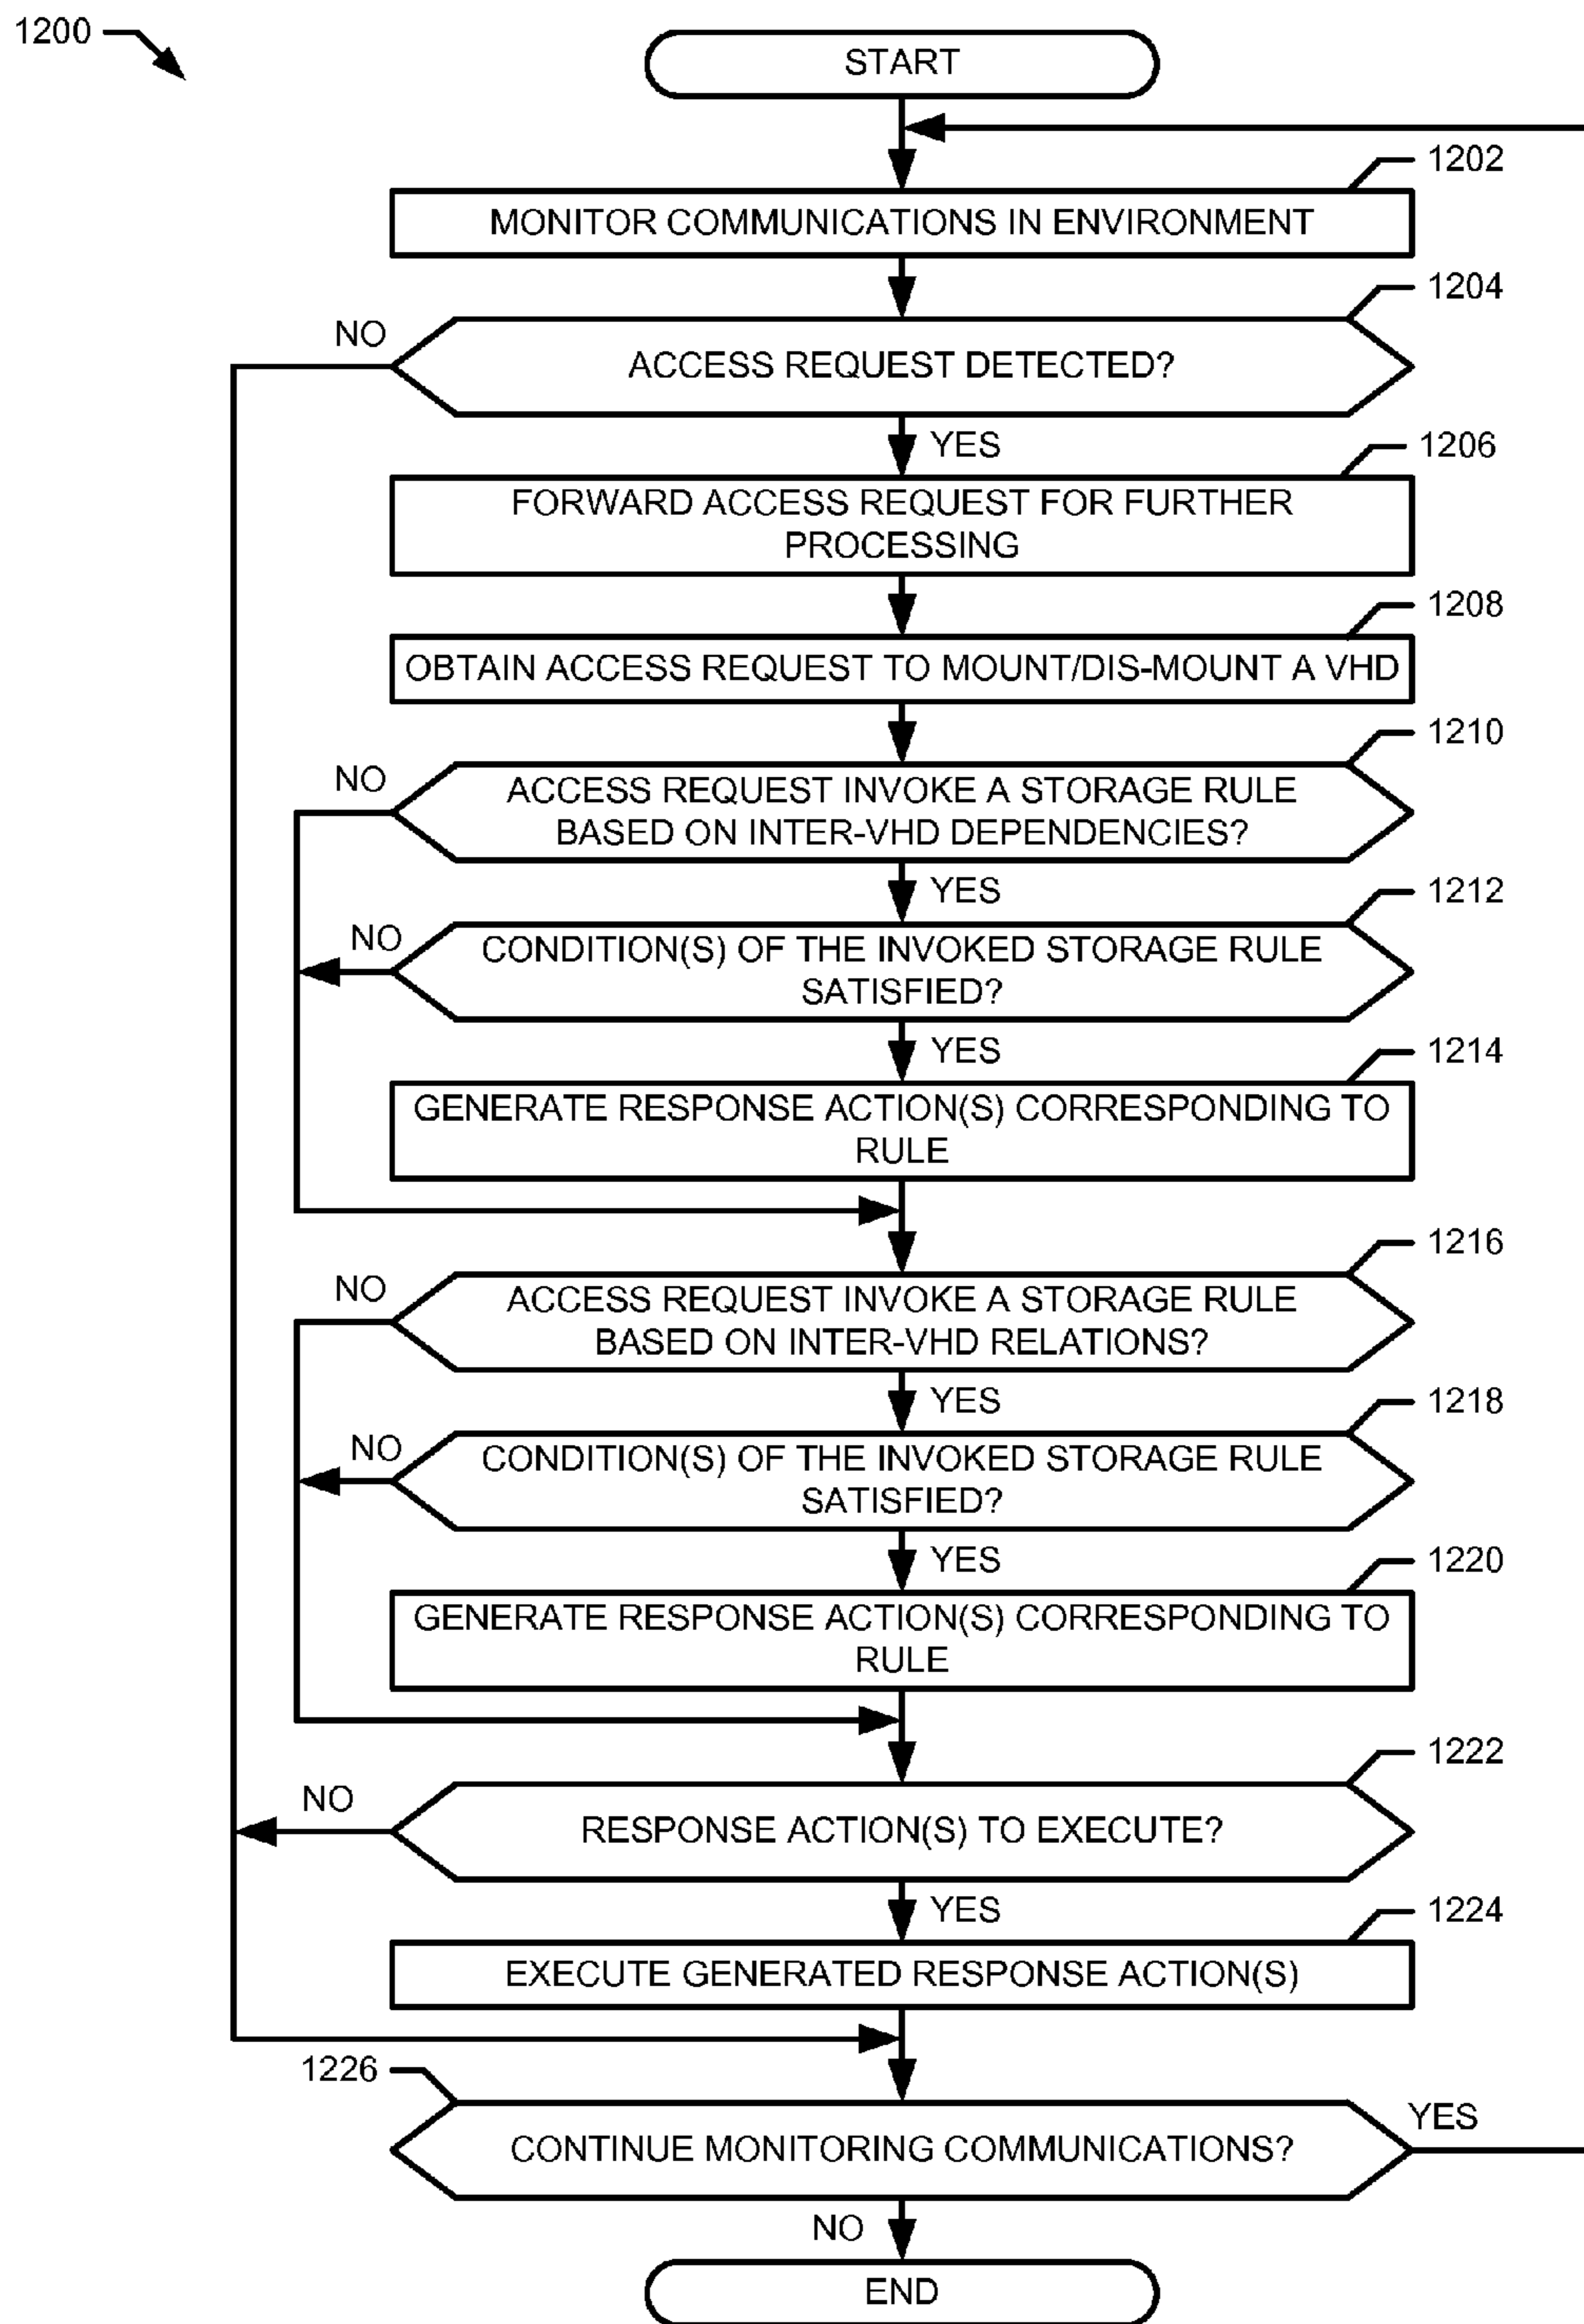 1200
START
1202
MONITOR COMMUNICATIONS IN ENVIRONMENT
1204
NO
ACCESS REQUEST DETECTED?
YES
1206
FORWARD ACCESS REQUEST FOR FURTHER
PROCESSING
1208
OBTAIN ACCESS REQUEST TO MOUNT/DIS-MOUNT A VHD
1210
NO
ACCESS REQUEST INVOKE A STORAGE RULE
BASED ON INTER-VHD DEPENDENCIES?
YES
1212
NO
CONDITION(S) OF THE INVOKED STORAGE RULE
SATISFIED?
YES
1214
GENERATE RESPONSE ACTION(S) CORRESPONDING TO
RULE
1216
NO
ACCESS REQUEST INVOKE A STORAGE RULE
BASED ON INTER-VHD RELATIONS?
YES
1218
NO
CONDITION(S) OF THE INVOKED STORAGE RULE
SATISFIED?
YES
1220
GENERATE RESPONSE ACTION(S) CORRESPONDING TO
RULE
1222
NO
RESPONSE ACTION(S) TO EXECUTE?
YES
1224
EXECUTE GENERATED RESPONSE ACTION(S)
1226
YES
CONTINUE MONITORING COMMUNICATIONS?
NO
END